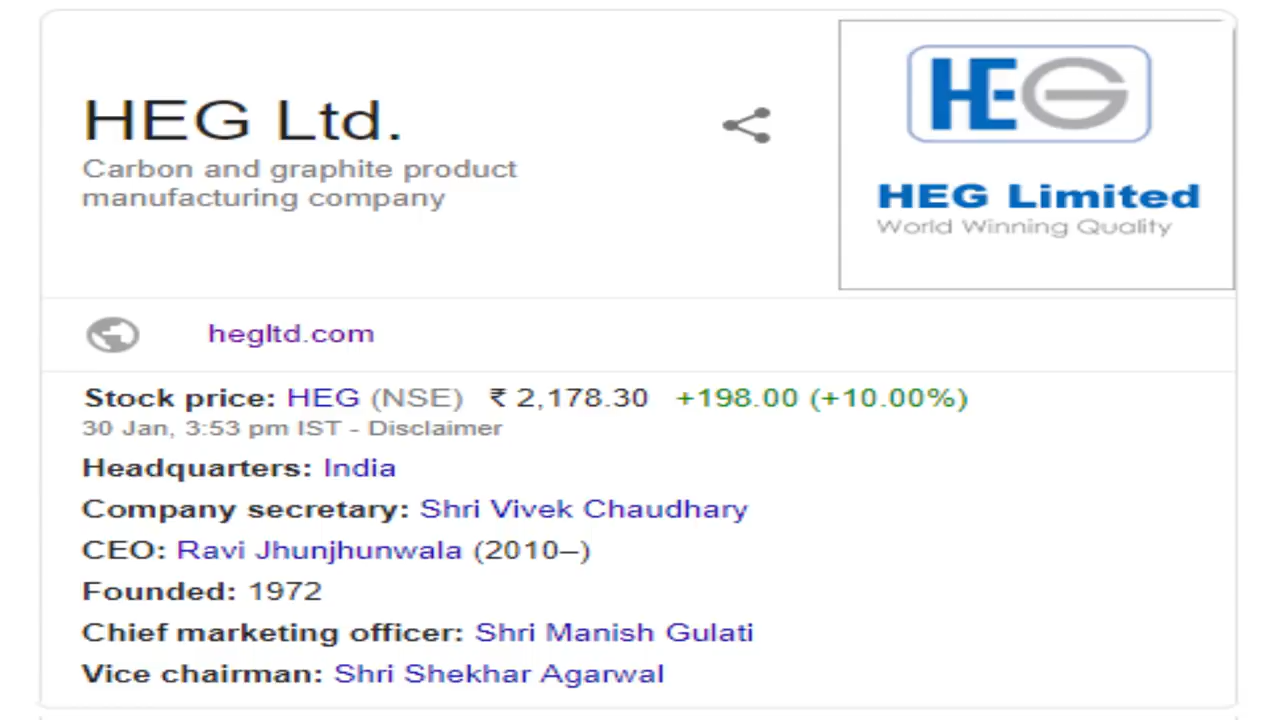 HEG Ltd.
Carbon and graphite product
manufacturing company
HEG
HEG Limited
World Winning Quality
hegltd.com
Stock price: HEG (NSE) ₹ 2,178.30 +198.00 (+10.00%)
30 Jan, 3:53 pm IST - Disclaimer
Headquarters: India
Company secretary: Shri Vivek Chaudhary
CEO: Ravi Jhunjhunwala (2010–)
Founded: 1972
Chief marketing officer: Shri Manish Gulati
Vice chairman: Shri Shekhar Agarwal